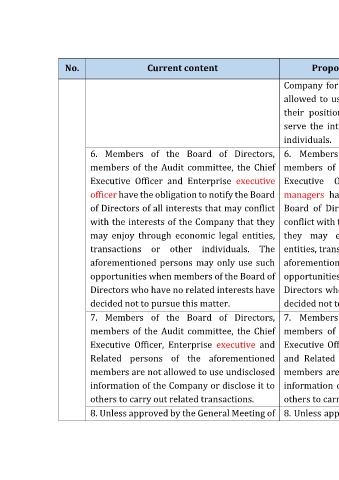 No.
Current content
Propo
Company for
allowed to us
their position
serve the int
individuals.
6. Members of the Board of Directors,
members of the Audit committee, the Chief
Executive Officer and Enterprise executive
officer have the obligation to notify the Board
of Directors of all interests that may conflict
with the interests of the Company that they
may enjoy through economic legal entities,
transactions or other individuals. The
aforementioned persons may only use such
opportunities when members of the Board of
Directors who have no related interests have
decided not to pursue this matter.
6. Members
members of
Executive O
managers ha
Board of Dir
conflict with t
they may e
entities, trans
aforemention
opportunities
Directors who
decided not to
7. Members of the Board of Directors,
members of the Audit committee, the Chief
Executive Officer, Enterprise executive and
Related persons of the aforementioned
members are not allowed to use undisclosed
information of the Company or disclose it to
others to carry out related transactions.
7. Members
members of
Executive Off
and Related
members are
information o
others to carr
8. Unless approved by the General Meeting of
8. Unless app